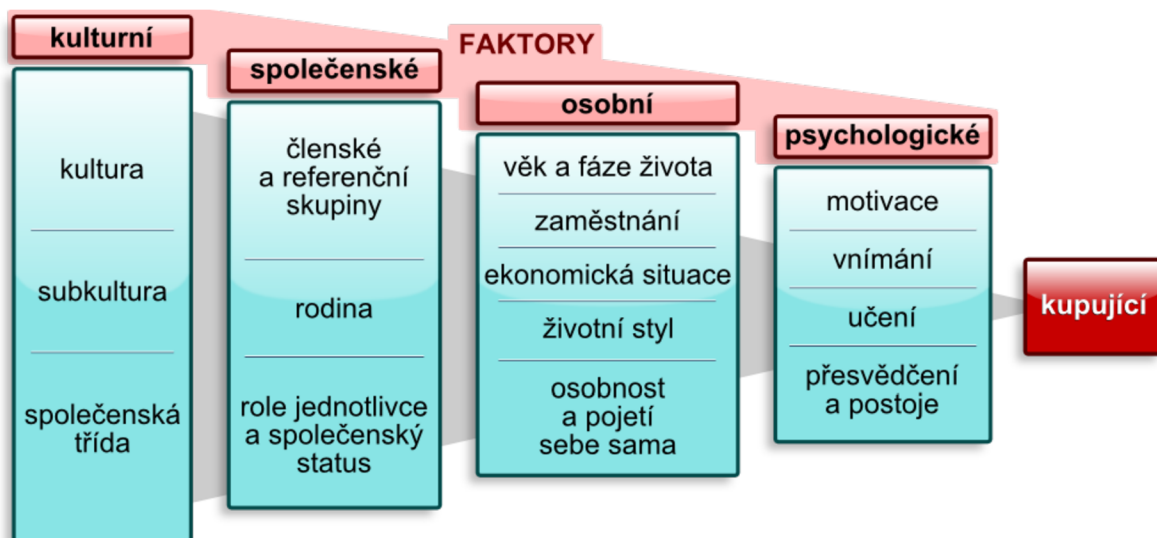 FAKTORY
kulturní
kultura
subkultura
společenská
třída
společenské
členské
a referenční
skupiny
rodina
role jednotlivce
a společenský
status
osobní
věk a fáze života
zaměstnání
ekonomická situace
životní styl
osobnost
a pojetí
sebe sama
psychologické
motivace
vnímání
učení
přesvědčení
a postoje
kupující